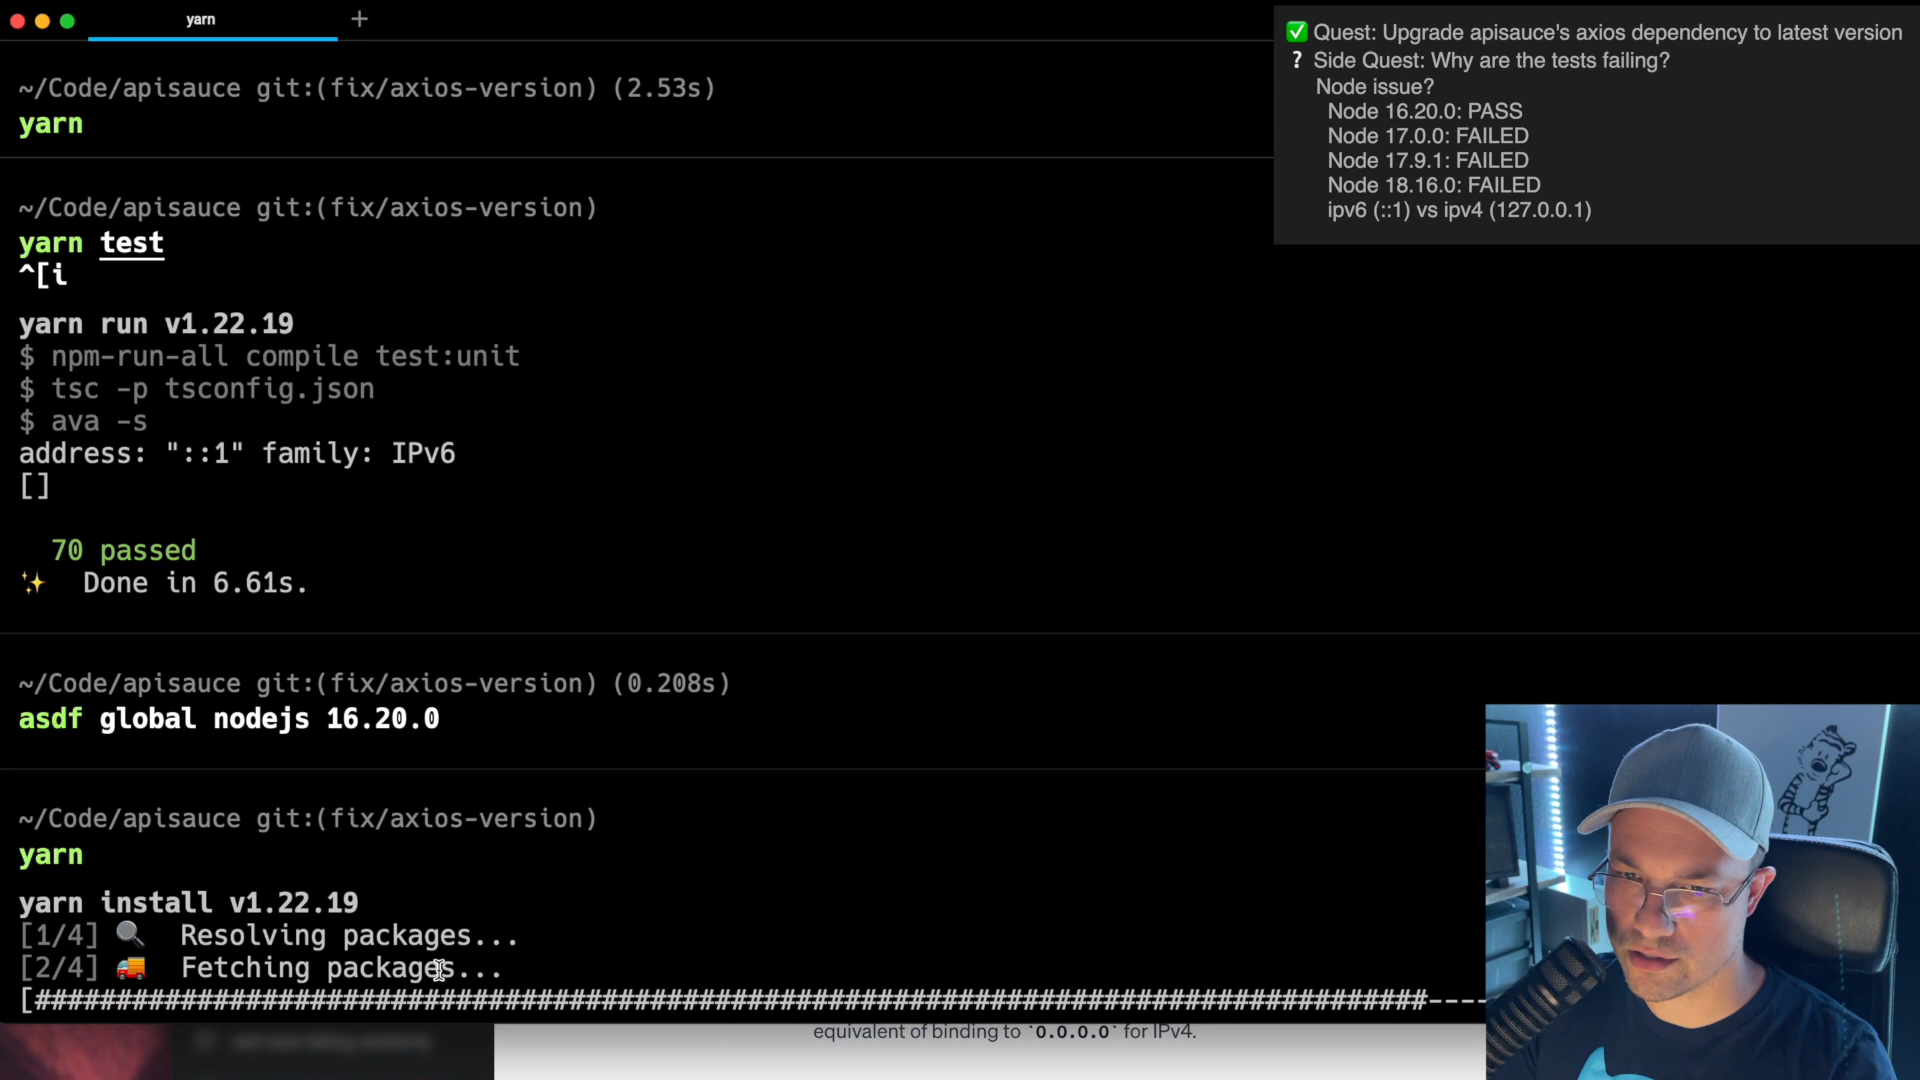 yarn
+
✅ Quest: Upgrade apisauce's axios dependency to latest version
? Side Quest: Why are the tests failing?
Node issue?
Node 16.20.0: PASS
Node 17.0.0: FAILED
Node 17.9.1: FAILED
Node 18.16.0: FAILED
ipv6 (::1) vs ipv4 (127.0.0.1)
~/Code/apisauce git:(fix/axios-version) (2.53s)
yarn
~/Code/apisauce git:(fix/axios-version)
yarn test
^[i
yarn run v1.22.19
$ npm-run-all compile test:unit
$ tsc -p tsconfig.json
$ ava -s
address: "::1" family: IPv6
[]
70 passed
✨ Done in 6.61s.
~/Code/apisauce git:(fix/axios-version) (0.208s)
asdf global nodejs 16.20.0
~/Code/apisauce git:(fix/axios-version)
yarn
yarn install v1.22.19
[1/4] 🔍 Resolving packages...
[2/4] 🚚 Fetching packages...
equivalent of binding to `0.0.0.0` for IPv4.